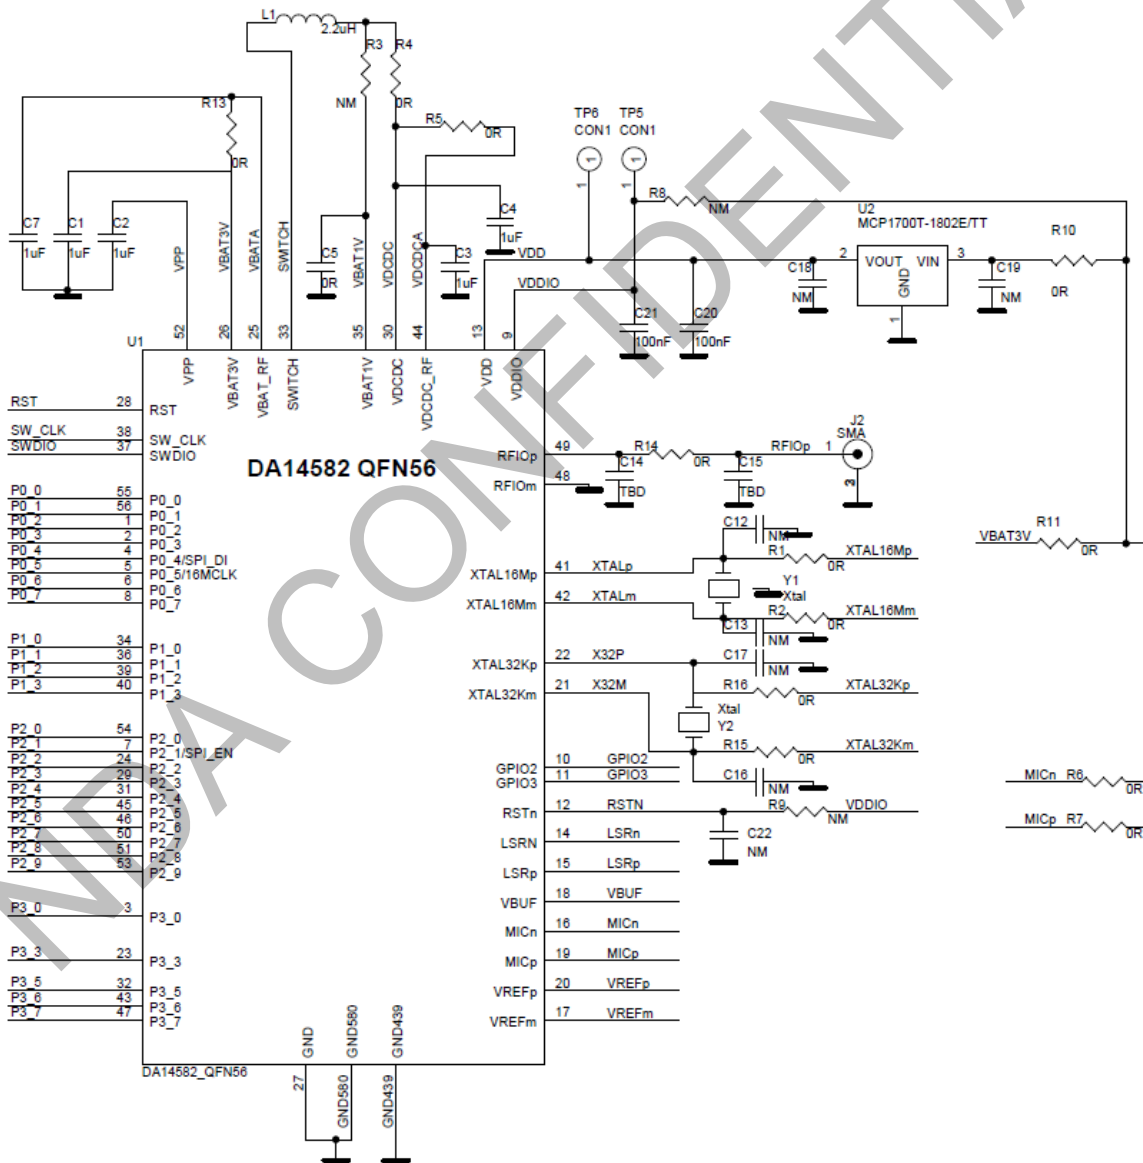 NDA CONFIDENTIA
L1
2.2uH
R3
NM
R4
0R
R13
0R
R5
0R
TP6
CON1
1
1
TP5
CON1
1
1
R8
NM
U2
MCP1700T-1802E/TT
2
VOUT
VIN
3
GND
1
R10
0R
C7
1uF
C1
1uF
C2
1uF
C5
0R
C4
1uF
C3
1uF
C18
NM
C19
NM
C21
100nF
C20
100nF
VPP
VBAT3V
VBATA
SWITCH
VBAT1V
VDCDC
VDCDCA
VDD
VDDIO
52
26
25
33
35
30
44
13
9
U1
VPP
VBAT3V
VBAT_RF
SWITCH
VBAT1V
VDCDC
VDCDC_RF
VDD
VDDIO
DA14582 QFN56
RST 28 RST
SW_CLK 38 SW_CLK
SWDIO 37 SWDIO
P0_0 55 P0_0
P0_1 56 P0_1
P0_2 1 P0_2
P0_3 2 P0_3
P0_4 4 P0_4/SPI_DI
P0_5 5 P0_5/16MCLK
P0_6 6 P0_6
P0_7 8 P0_7
P1_0 34 P1_0
P1_1 36 P1_1
P1_2 39 P1_2
P1_3 40 P1_3
P2_0 54 P2_0
P2_1 7 P2_1/SPI_EN
P2_2 24 P2_2
P2_3 29 P2_3
P2_4 31 P2_4
P2_5 45 P2_5
P2_6 46 P2_6
P2_7 50 P2_7
P2_8 51 P2_8
P2_9 53 P2_9
P3_0 3 P3_0
P3_3 23 P3_3
P3_5 32 P3_5
P3_6 43 P3_6
P3_7 47 P3_7
RFIOp 49
RFIOm 48
C14
TBD
R14
0R
C15
TBD
RFIOp 1
J2
SMA
C12
NM
XTAL16Mp 41 XTALp
R1
0R
XTAL16Mp
Y1
Xtal
XTAL16Mm 42 XTALm
R2
0R
XTAL16Mm
C13
NM
XTAL32Kp 22 X32P
C17
NM
R16
0R
XTAL32Kp
XTAL32Km 21 X32M
Xtal
Y2
R15
0R
XTAL32Km
C16
NM
GPIO2 10 GPIO2
GPIO3 11 GPIO3
RSTn 12 RSTN
R9
NM
VDDIO
C22
NM
LSRN 14 LSRn
LSRp 15 LSRp
VBUF 18 VBUF
MICn 16 MICn
MICp 19 MICp
VREFp 20 VREFp
VREFm 17 VREFm
VBAT3V
R11
0R
MICn R6
0R
MICp R7
0R
GND
GND580
GND439
DA14582_QFN56
27
GND580
GND439